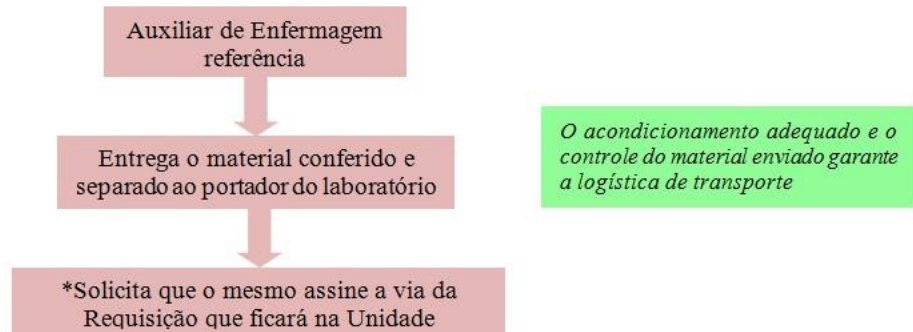 Auxiliar de Enfermagem
referência
Entrega o material conferido e
separado ao portador do laboratório
O acondicionamento adequado e o
controle do material enviado garante
a logística de transporte
*Solicita que o mesmo assine a via da
Requisição que ficará na Unidade